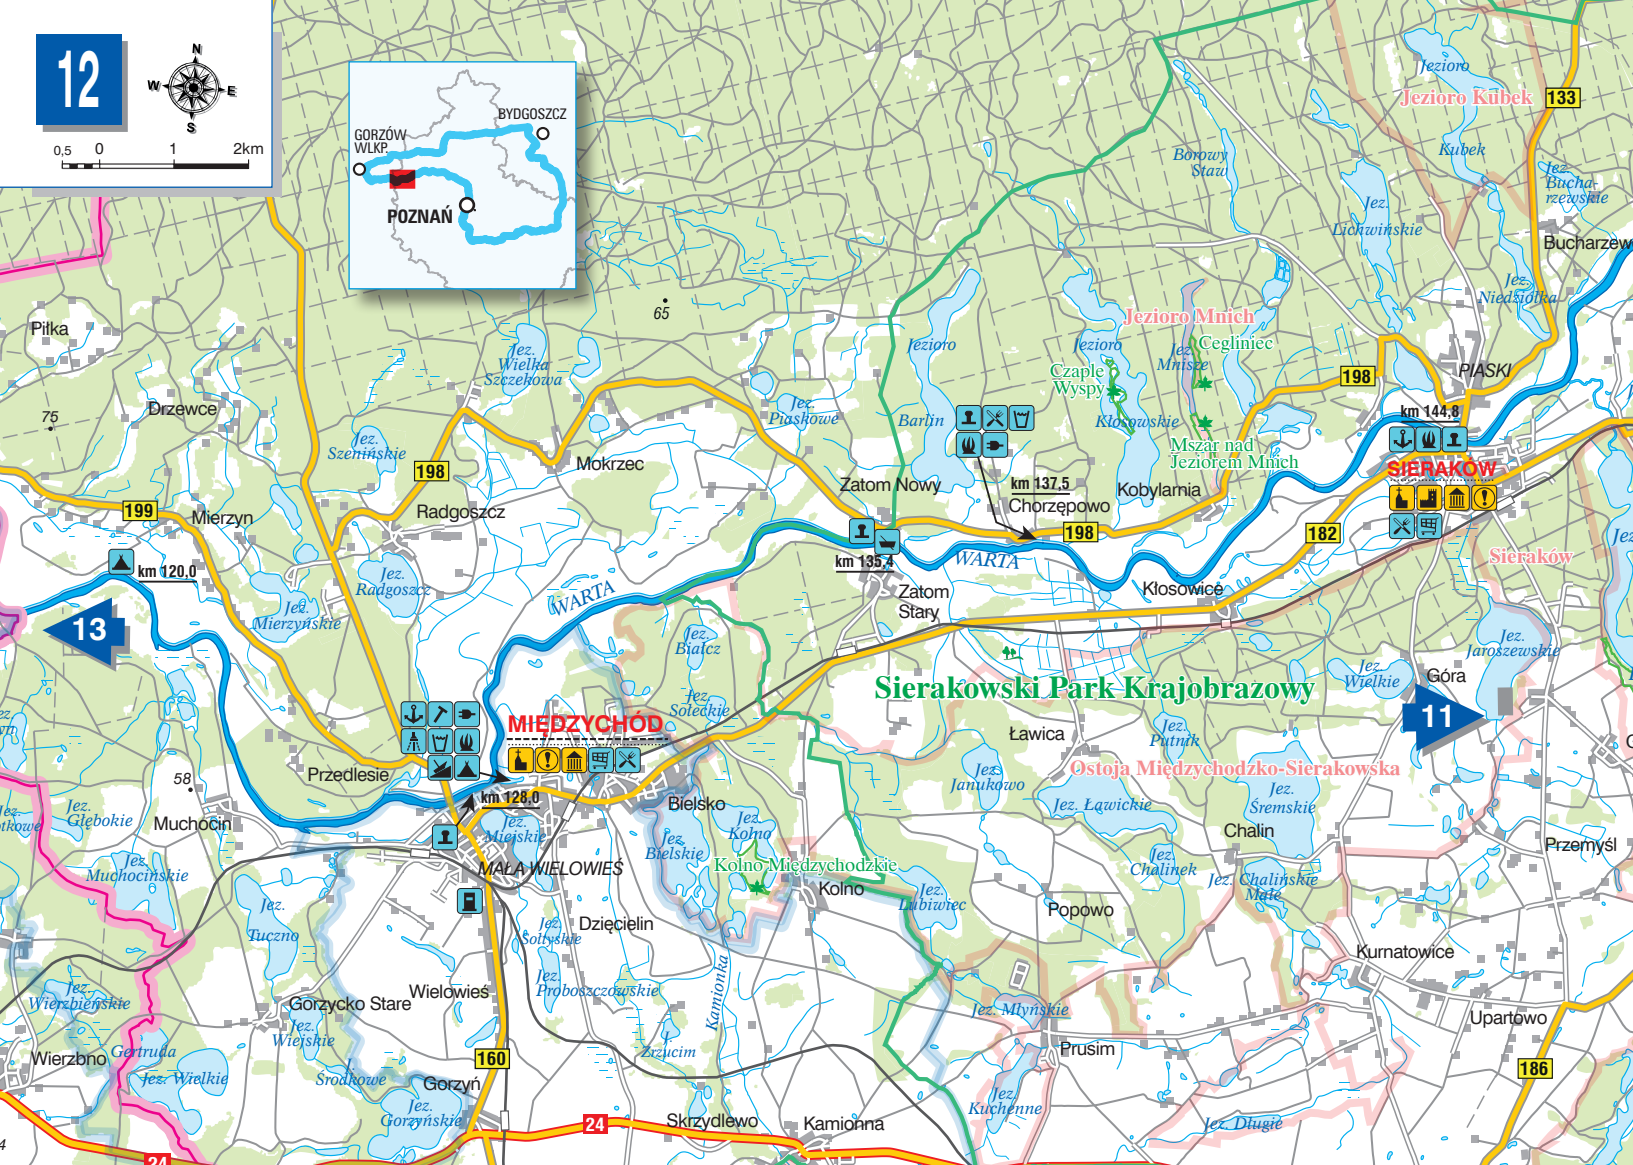 12
N
W
E
S
0,5
0
1
2km
BYDGOSZCZ
GORZÓW
WLKP.
POZNAŃ
Jezioro
Jezioro Kubek
133
Kubek
Borowy
Staw
Jez.
Bucha-
rzewskie
Jez.
Lichwińskie
Bucharzew
Jez.
Niedziółka
65
Piłka
Jezioro Mnich
Cegliniec
Jezioro
Jezioro
Jez.
Mnisze
Jez.
Wielka
Szczekowa
Czaple
Wyspy
198
PIASKI
75
Drzewce
Jez.
Piaskowe
Barlin
Kłosowskie
km 144,8
Jez.
Szenińskie
Mszar nad
Jeziorem Mnich
198
Mokrzec
SIERAKÓW
Zatom Nowy
km 137,5
Chorzępowo
Kobylarnia
199
Mierzyn
Radgoszcz
198
182
km 135,4
WARTA
Sieraków
km 120,0
Jez.
Radgoszcz
WARTA
Zatom
Stary
Kłosowice
Jez.
Mierzyńskie
13
Jez.
Białcz
Jez.
Jaroszewskie
Jez.
Wielkie
Góra
Sierakowski Park Krajobrazowy
Jez.
Sołeckie
11
MIĘDZYCHÓD
Ławica
Jez.
Putnik
Przedlesie
58
Ostoja Międzychodzko-Sierakowska
Jez.
Janukowo
Jez. Ławickie
Jez.
Śremskie
km 128,0
Bielsko
Jez.
Głębokie
Muchocin
Jez.
Miejskie
Jez.
Kolno
Jez.
Bielskie
Chalin
Przemyśl
Jez.
Muchocińskie
MAŁA WIELOWIEŚ
Kolno Międzychodzkie
Kolno
Jez.
Chalinek
Jez. Chalińskie
Małe
Jez.
Lubiwiec
Popowo
Jez.
Tuczno
Jez.
Sołtyskie
Dzięcielin
Kurnatowice
Jez.
Proboszczowskie
Kamionka
Jez.
Wierzbieńskie
Gorzycko Stare
Wielowieś
Jez. Młyńskie
Upartowo
Jez.
Wiejskie
Prusim
Wierzbno
Gertruda
Jez. Wielkie
J.
Środkowe
160
J.
Zrzucim
186
Gorzyń
Jez.
Gorzyńskie
Jez.
Kuchenne
24
Skrzydlewo
Kamionna
Jez. Długie
24